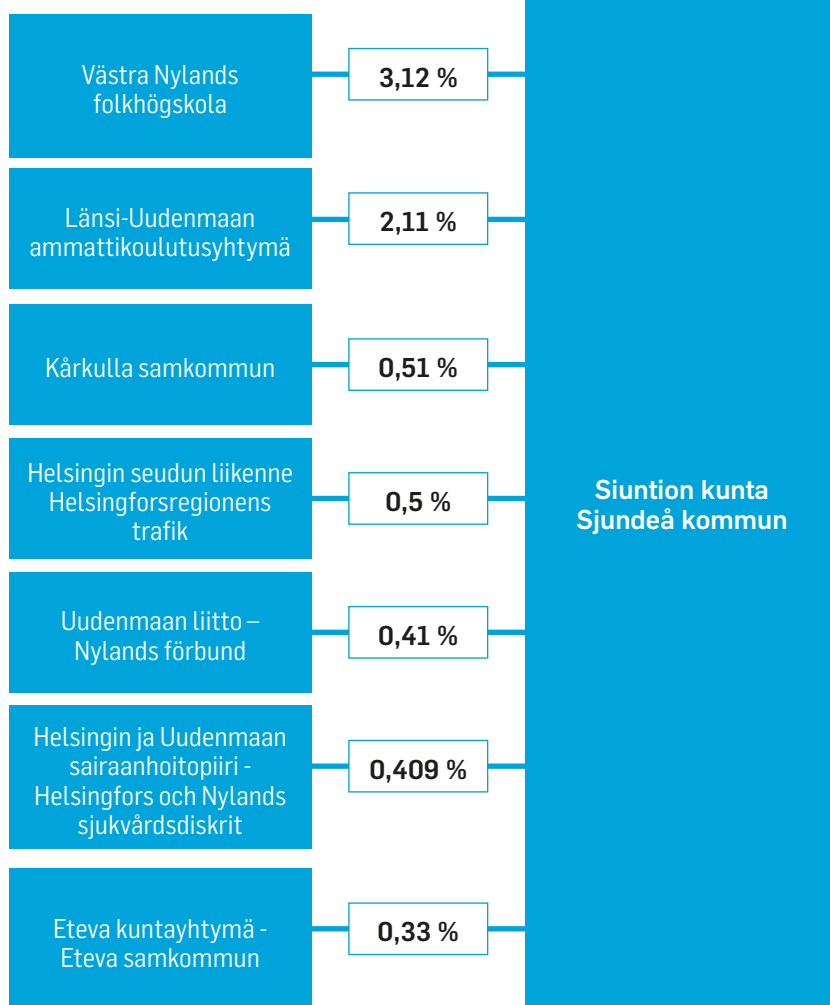 Västra Nylands
folkhögskola
3,12 %
Länsi-Uudenmaan
ammattikoulutusyhtymä
2,11 %
Kårkulla samkommun
0,51 %
Helsingin seudun liikenne
Helsingforsregionens
trafik
0,5 %
Siuntion kunta
Sjundeå kommun
Uudenmaan liitto –
Nylands förbund
0,41 %
Helsingin ja Uudenmaan
sairaanhoitopiiri -
Helsingfors och Nylands
sjukvårdsdiskrit
0,409 %
Eteva kuntayhtymä -
Eteva samkommun
0,33 %